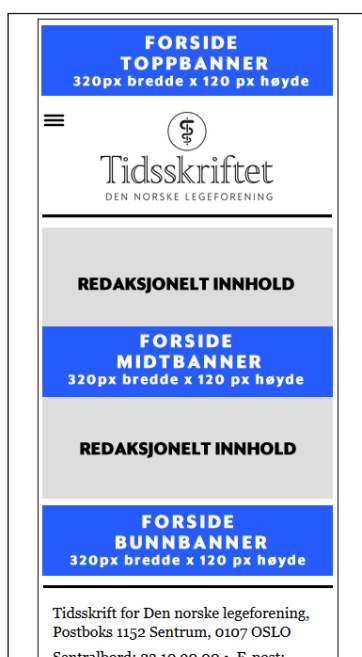 FORSIDE
TOPPBANNER
320px bredde x 120 px høyde
Tidsskriftet
DEN NORSKE LEGEFORENING
REDAKSJONELT INNHOLD
FORSIDE
MIDTBANNER
320px bredde x 120 px høyde
REDAKSJONELT INNHOLD
FORSIDE
BUNNBANNER
320px bredde x 120 px høyde
Tidsskrift for Den norske legeforening,
Postboks 1152 Sentrum, 0107 OSLO